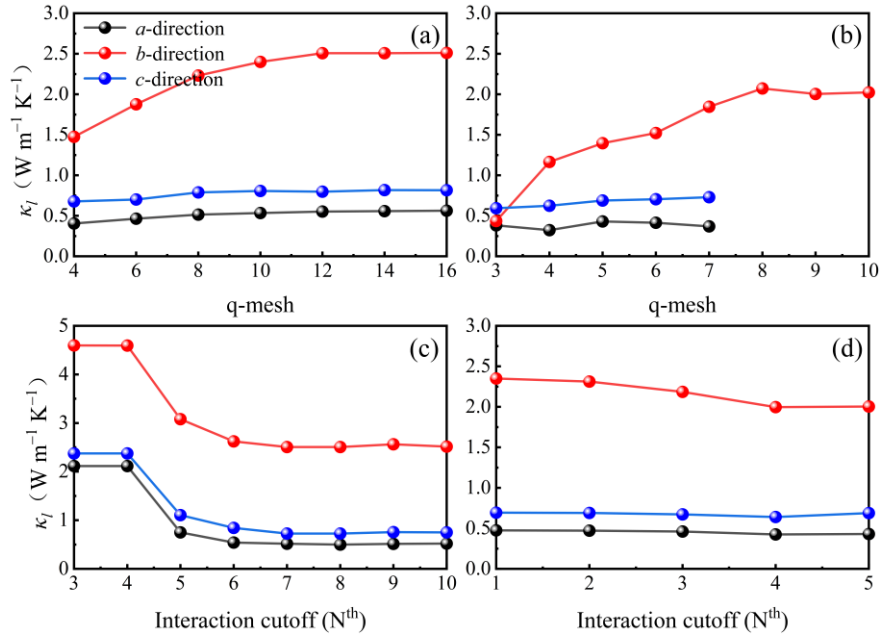 3.0
2.5
2.0
1.5
1.0
0.5
0.0
κl (W m−1 K−1)
a-direction
b-direction
c-direction
(a)
4 6 8 10 12 14 16
q-mesh
3.0
2.5
2.0
1.5
1.0
0.5
0.0
(b)
3 4 5 6 7 8 9 10
q-mesh
5
4
3
2
1
0
κl (W m−1 K−1)
(c)
3 4 5 6 7 8 9 10
Interaction cutoff (Nth)
3.0
2.5
2.0
1.5
1.0
0.5
0.0
(d)
1 2 3 4 5
Interaction cutoff (Nth)